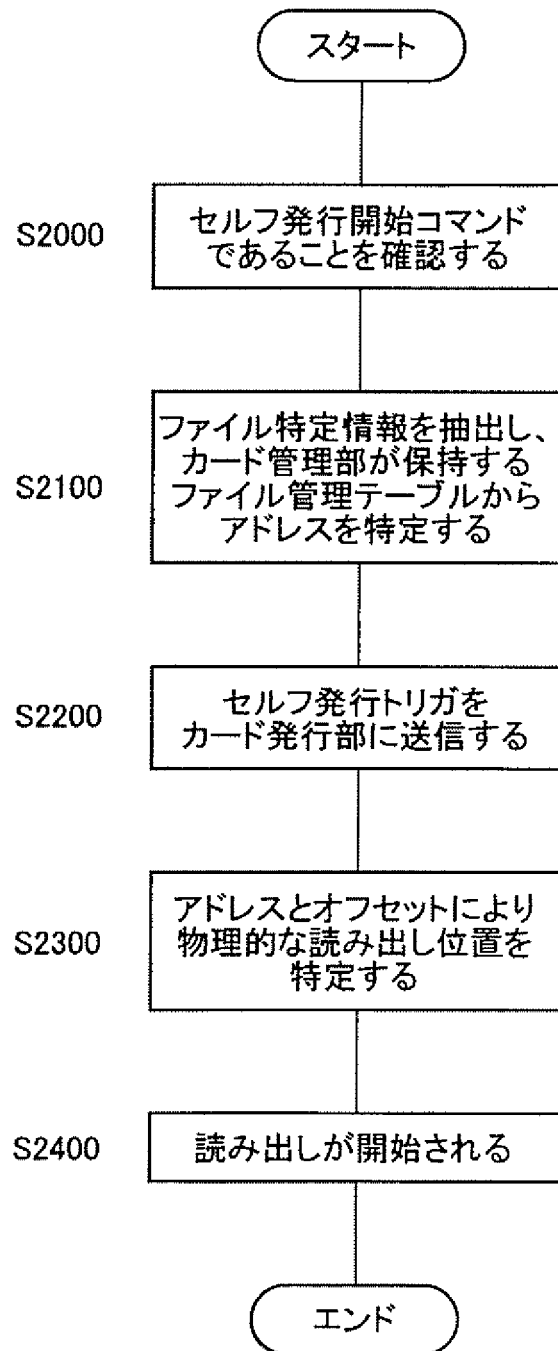 スタート
S2000
セルフ発行開始コマンド
であることを確認する
S2100
ファイル特定情報を抽出し、
カード管理部が保持する
ファイル管理テーブルから
アドレスを特定する
S2200
セルフ発行トリガを
カード発行部に送信する
S2300
アドレスとオフセットにより
物理的な読み出し位置を
特定する
S2400
読み出しが開始される
エンド